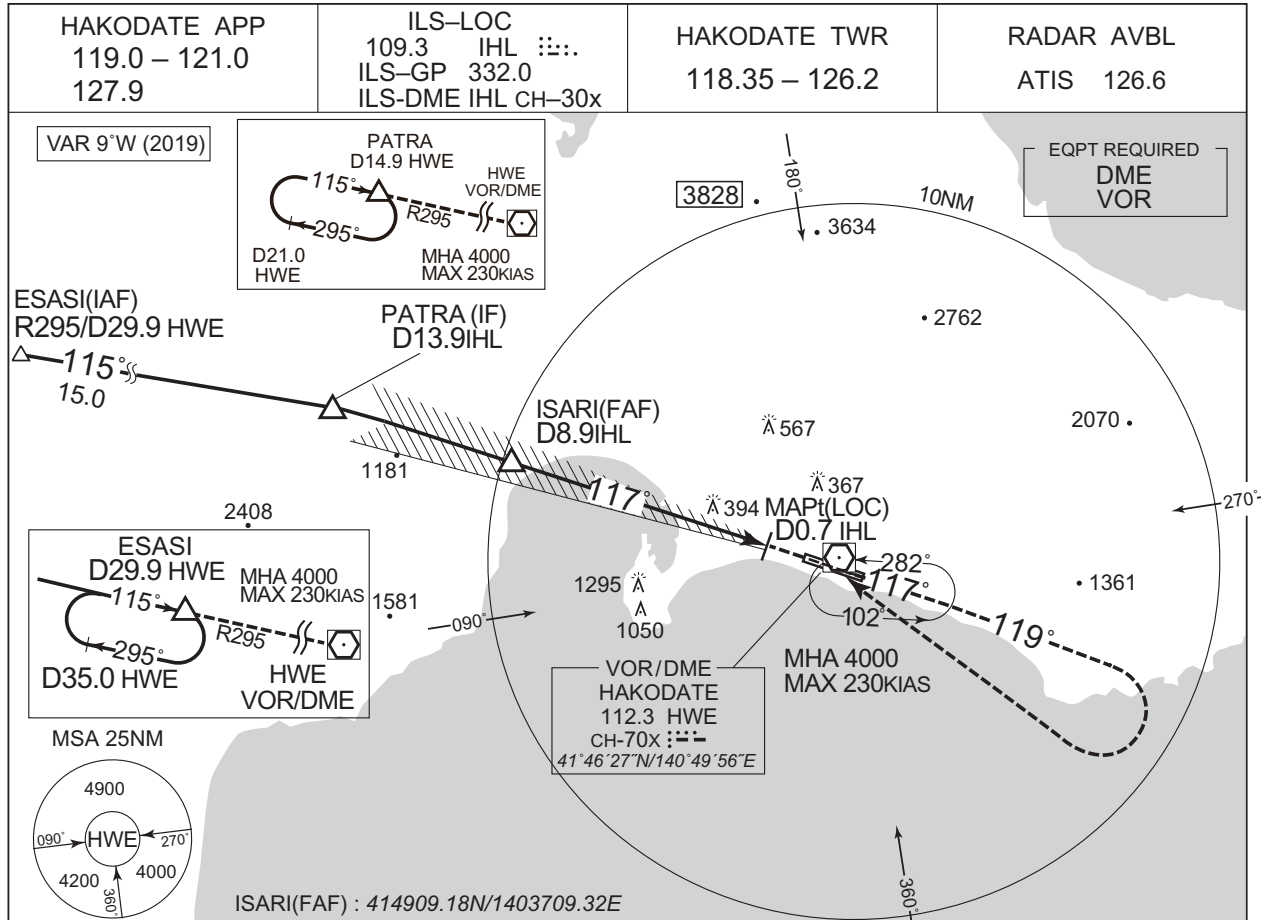 HAKODATE APP
119.0 – 121.0
127.9
ILS–LOC
109.3 IHL
ILS–GP 332.0
ILS-DME IHL CH–30x
HAKODATE TWR
118.35 – 126.2
RADAR AVBL
ATIS 126.6
VAR 9°W (2019)
PATRA
D14.9 HWE
HWE
VOR/DME
115°
R295
295°
D21.0
HWE
MHA 4000
MAX 230KIAS
EQPT REQUIRED
DME
VOR
180°
3828
10NM
3634
2762
ESASI(IAF)
R295/D29.9 HWE
115°
15.0
PATRA (IF)
D13.9IHL
ISARI(FAF)
D8.9IHL
567
2070
1181
117°
394
367
MAPt(LOC)
D0.7 IHL
270°
2408
ESASI
D29.9 HWE
MHA 4000
MAX 230KIAS
115°
R295
295°
D35.0 HWE
HWE
VOR/DME
1581
090°
1295
1050
282°
117°
102°
119°
1361
MHA 4000
MAX 230KIAS
VOR/DME
HAKODATE
112.3 HWE
CH-70X
41°46´27˝N/140°49´56˝E
MSA 25NM
4900
090°
HWE
270°
4200
4000
360°
360°
ISARI(FAF) : 414909.18N/1403709.32E